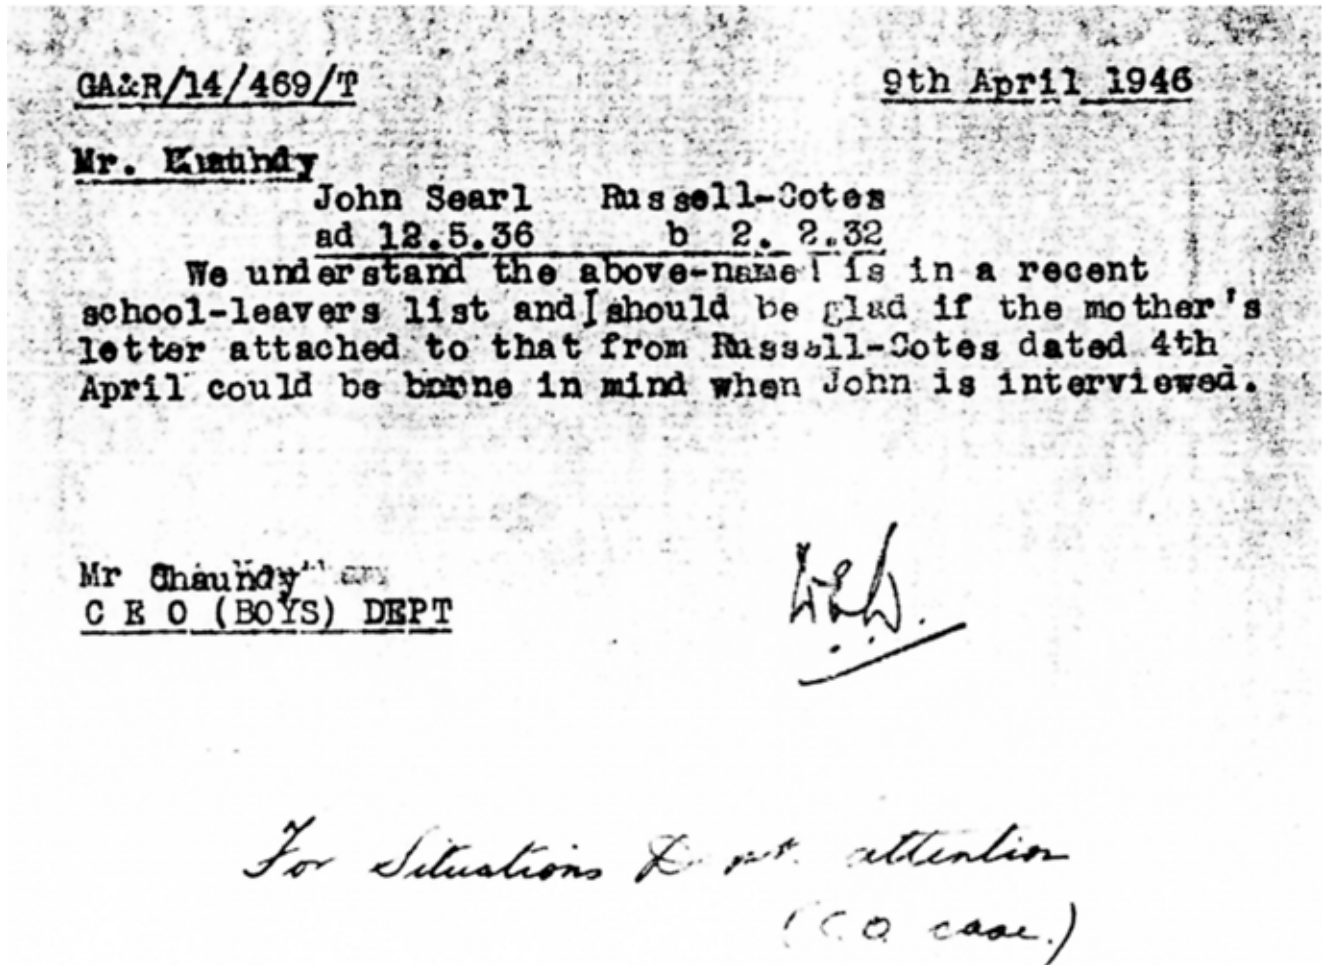 GA&R/14/469/T 9th April 1946
Mr.
John Searl Russell-Cotes
ad 12.5.36 b 2. 2.32
We understand the above-named is in a recent
school-leavers list and I should be glad if the mother's
letter attached to that from Russell-Cotes dated 4th
April could be borne in mind when John is interviewed.
Mr Chaundy
C E O (BOYS) DEPT
For Situations attention
(C.O. case.)